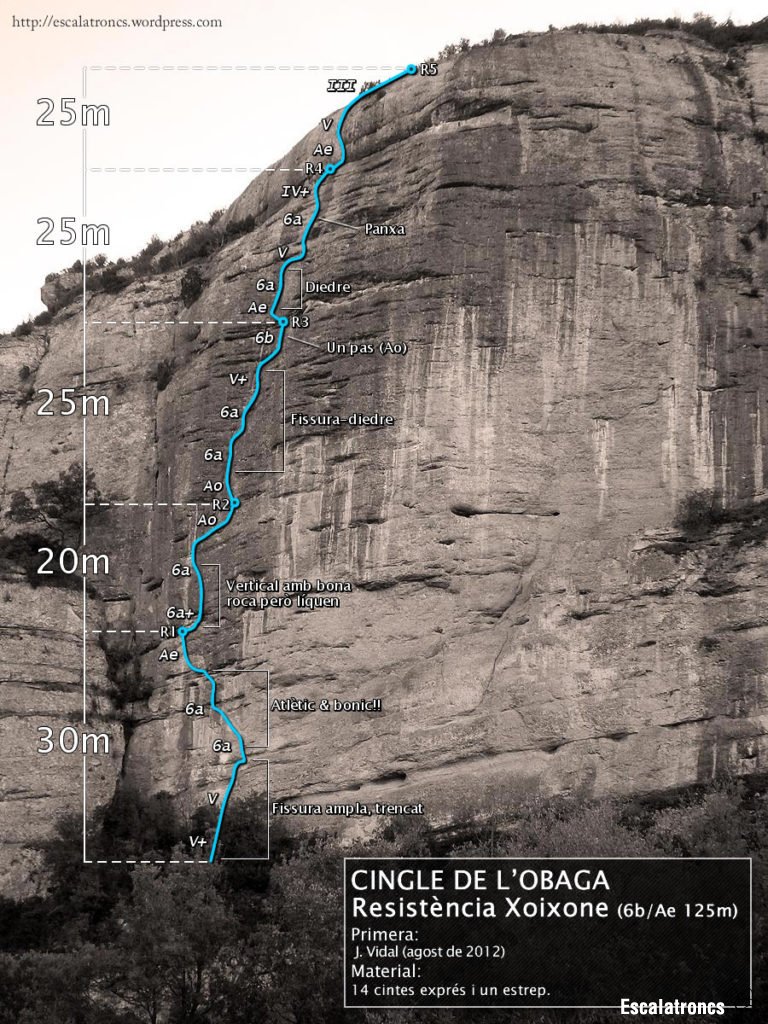 http://escalatroncs.wordpress.com
R5
III
25m
V
Ae
R4
IV+
6a
Panxa
25m
V
6a
Diedre
Ae
R3
6b
Un pas (Ao)
V+
25m
6a
Fissura-diedre
6a
Ao
R2
Ao
20m
6a
Vertical amb bona
roca però líquen
6a+
R1
Ae
6a
Atlètic & bonic!!
30m
6a
V
Fissura ampla, trencat
V+
CINGLE DE L'OBAGA
Resistència Xoixone (6b/Ae 125m)
Primera:
J. Vidal (agost de 2012)
Material:
14 cintes exprés i un estrep.
Escalatroncs